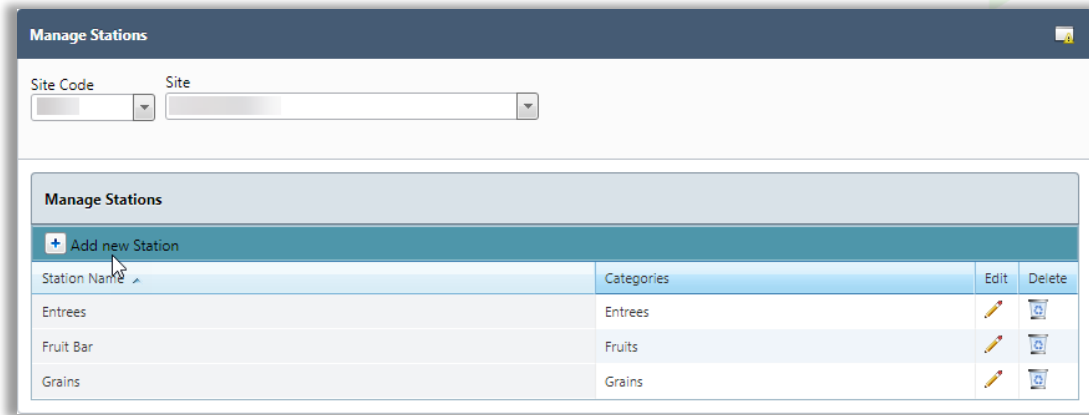 Manage Stations
Site Code Site
Manage Stations
Add new Station
Station Name Categories Edit Delete
Entrees Entrees
Fruit Bar Fruits
Grains Grains